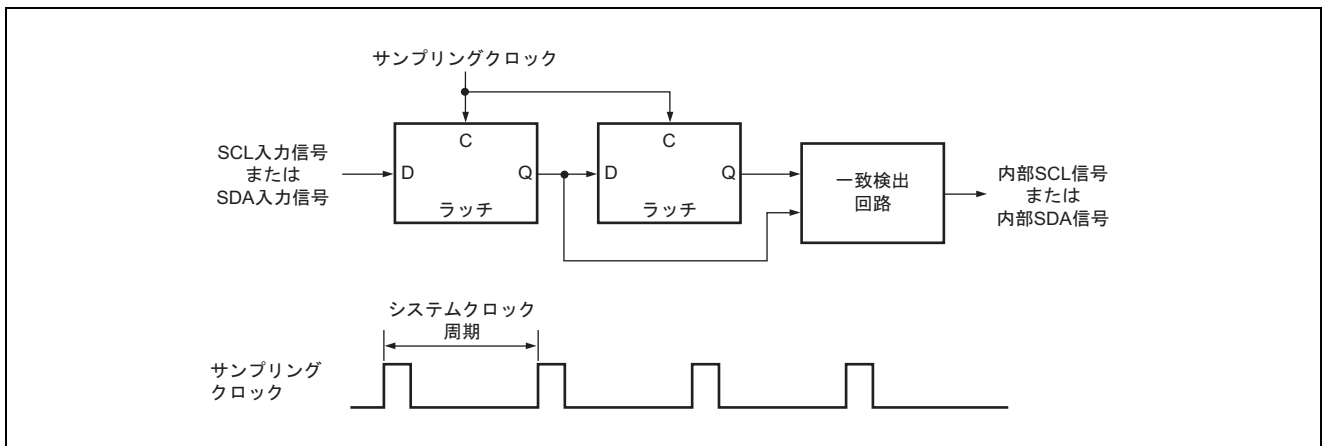 サンプリングクロック
SCL入力信号
または
SDA入力信号
C
D
Q
ラッチ
C
D
Q
ラッチ
一致検出
回路
内部SCL信号
または
内部SDA信号
システムクロック
周期
サンプリング
クロック